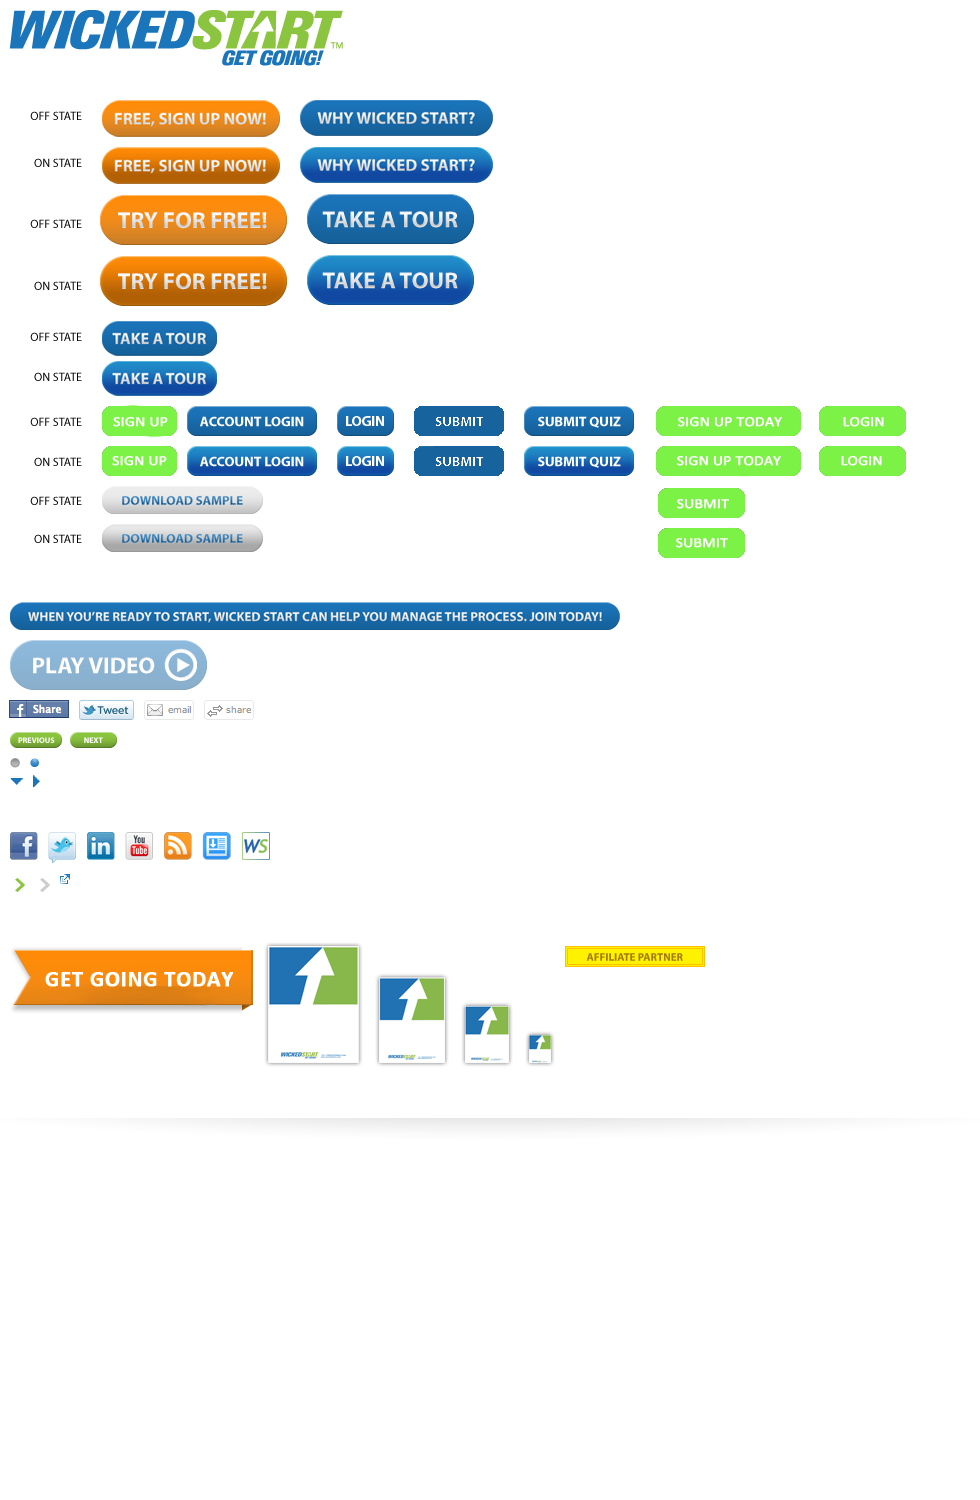 WICKEDSTART™
GET GOING!
OFF STATE FREE, SIGN UP NOW! WHY WICKED START?
ON STATE FREE, SIGN UP NOW! WHY WICKED START?
OFF STATE TRY FOR FREE! TAKE A TOUR
ON STATE TRY FOR FREE! TAKE A TOUR
OFF STATE TAKE A TOUR
ON STATE TAKE A TOUR
OFF STATE SIGN UP ACCOUNT LOGIN LOGIN SUBMIT SUBMIT QUIZ SIGN UP TODAY LOGIN
ON STATE SIGN UP ACCOUNT LOGIN LOGIN SUBMIT SUBMIT QUIZ SIGN UP TODAY LOGIN
OFF STATE DOWNLOAD SAMPLE SUBMIT
ON STATE DOWNLOAD SAMPLE SUBMIT
WHEN YOU'RE READY TO START, WICKED START CAN HELP YOU MANAGE THE PROCESS. JOIN TODAY!
PLAY VIDEO
f Share Tweet email share
PREVIOUS NEXT
f in You Tube WS
GET GOING TODAY
AFFILIATE PARTNER
WICKEDSTART
WICKEDSTART